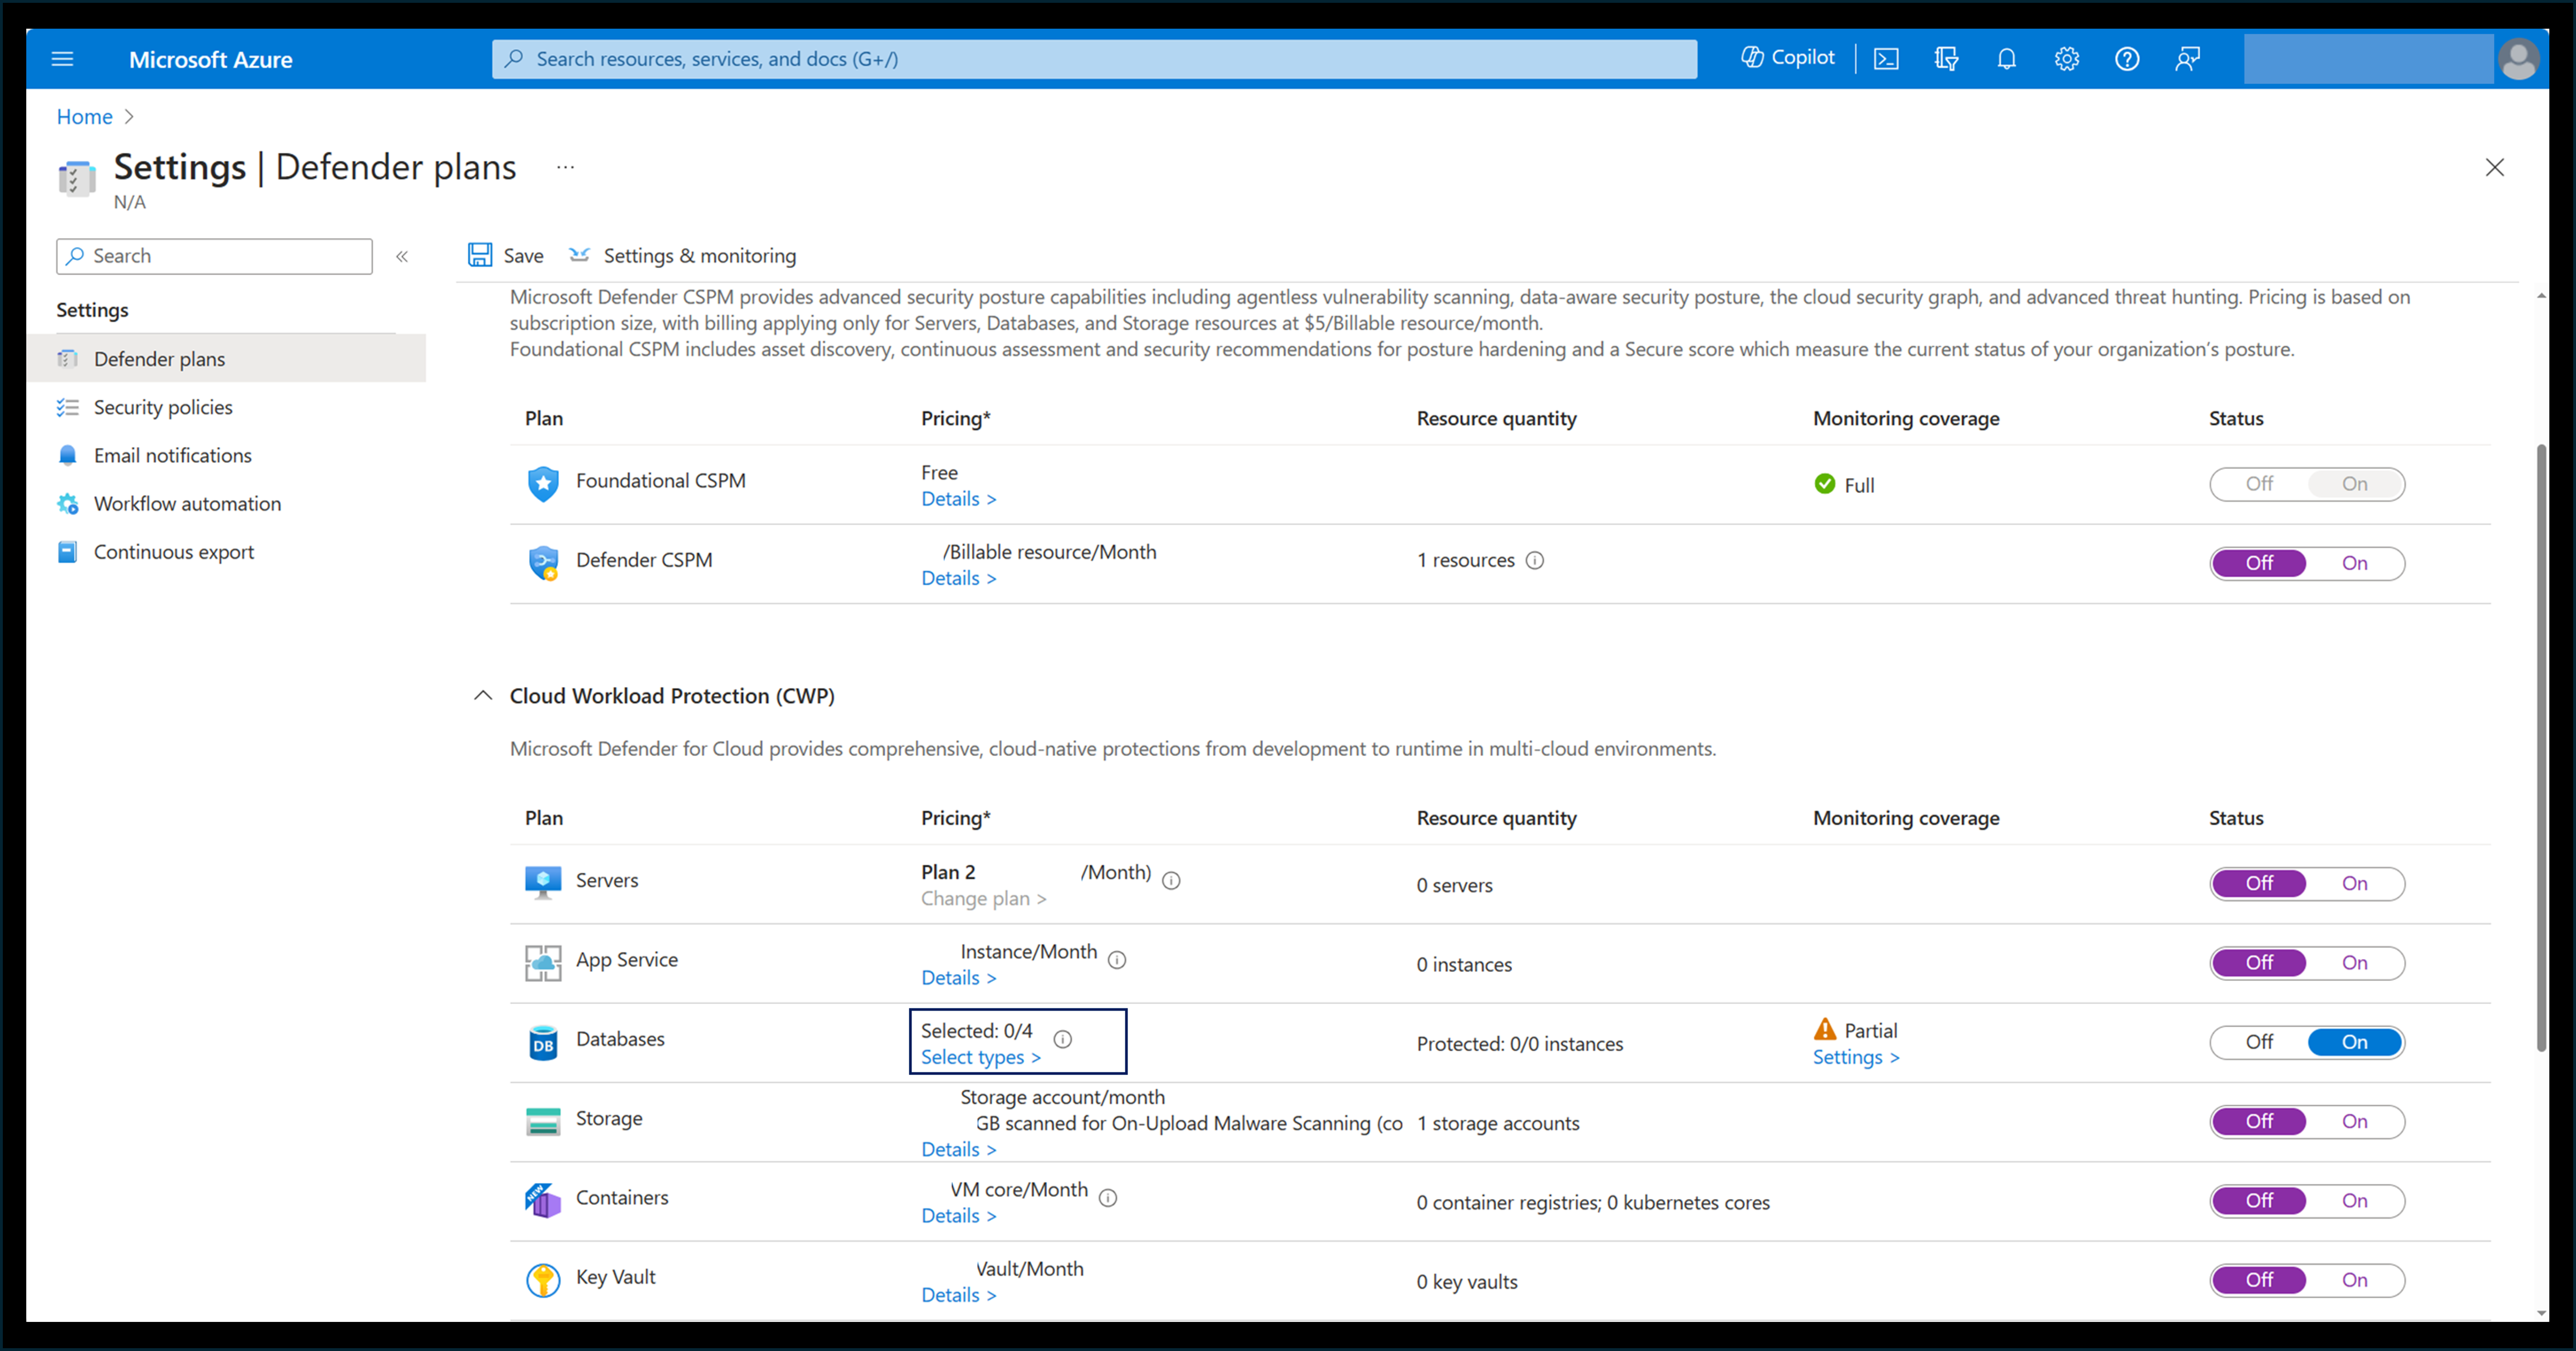 Microsoft Azure
Search resources, services, and docs (G+/)
Copilot
Home >
Settings | Defender plans ...
N/A
Search
«
Save
Settings & monitoring
Settings
Defender plans
Security policies
Email notifications
Workflow automation
Continuous export
Microsoft Defender CSPM provides advanced security posture capabilities including agentless vulnerability scanning, data-aware security posture, the cloud security graph, and advanced threat hunting. Pricing is based on
subscription size, with billing applying only for Servers, Databases, and Storage resources at $5/Billable resource/month.
Foundational CSPM includes asset discovery, continuous assessment and security recommendations for posture hardening and a Secure score which measure the current status of your organization's posture.
Plan Pricing* Resource quantity Monitoring coverage Status
Foundational CSPM Free Full Off On
Details >
Defender CSPM /Billable resource/Month 1 resources Off On
Details >
Cloud Workload Protection (CWP)
Microsoft Defender for Cloud provides comprehensive, cloud-native protections from development to runtime in multi-cloud environments.
Plan Pricing* Resource quantity Monitoring coverage Status
Servers Plan 2 /Month) 0 servers Off On
Change plan >
App Service Instance/Month 0 instances Off On
Details >
Databases Selected: 0/4 Protected: 0/0 instances Partial Off On
DB Select types > Settings >
Storage Storage account/month
GB scanned for On-Upload Malware Scanning (co 1 storage accounts Off On
Details >
NEW Containers VM core/Month 0 container registries; 0 kubernetes cores Off On
Details >
Key Vault Vault/Month 0 key vaults Off On
Details >